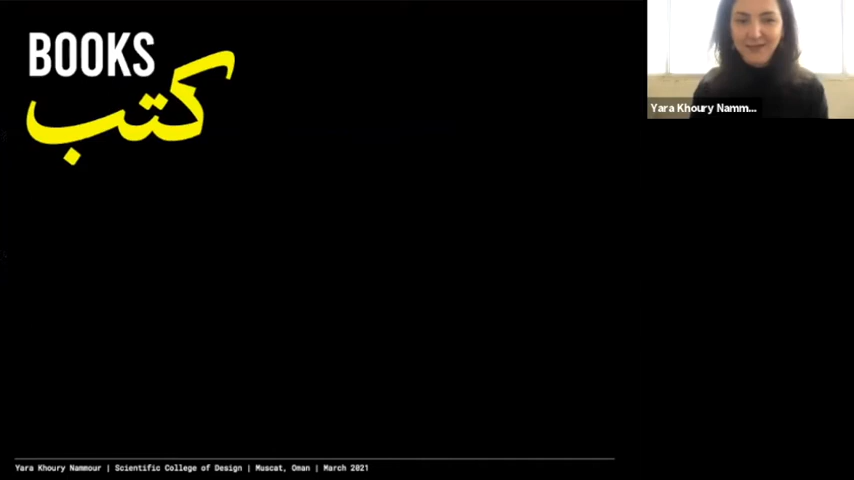 BOOKS
كتب
Yara Khoury Namm...
Yara Khoury Nammour | Scientific College of Design | Muscat, Oman | March 2021